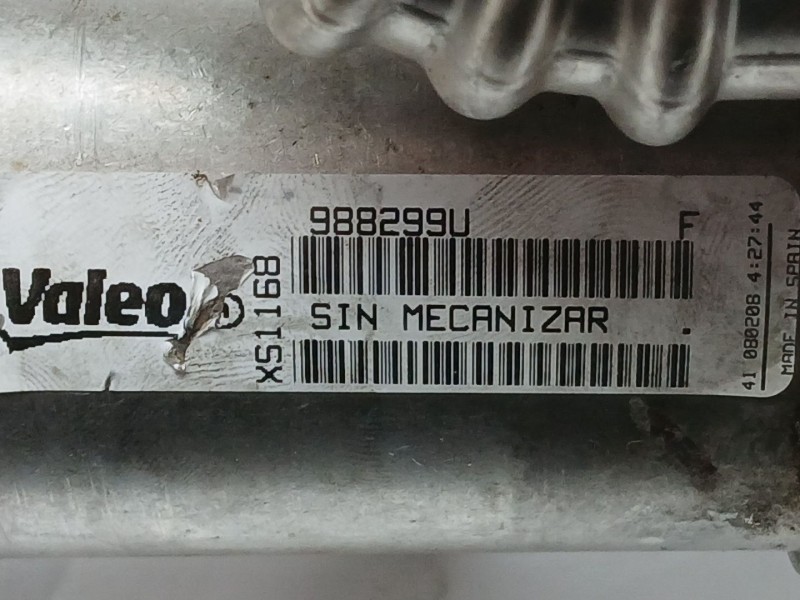 Valeo
XS1168
988299U F
SIN MECANIZAR .
41 080208 4:27:44
MADE IN SPAIN